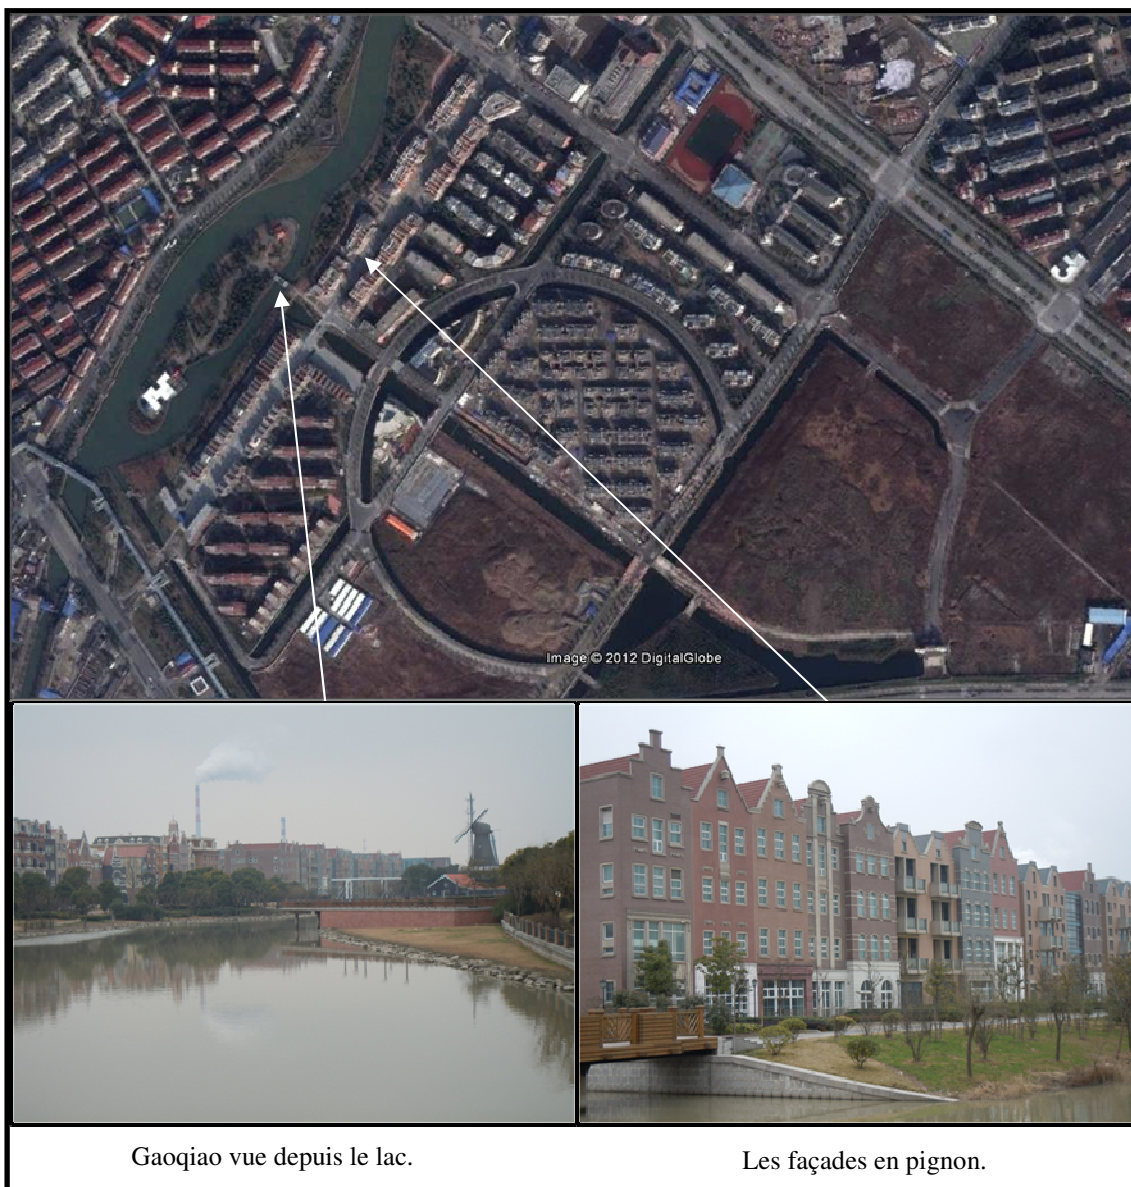 Image © 2012 DigitalGlobe
Gaoqiao vue depuis le lac.
Les façades en pignon.